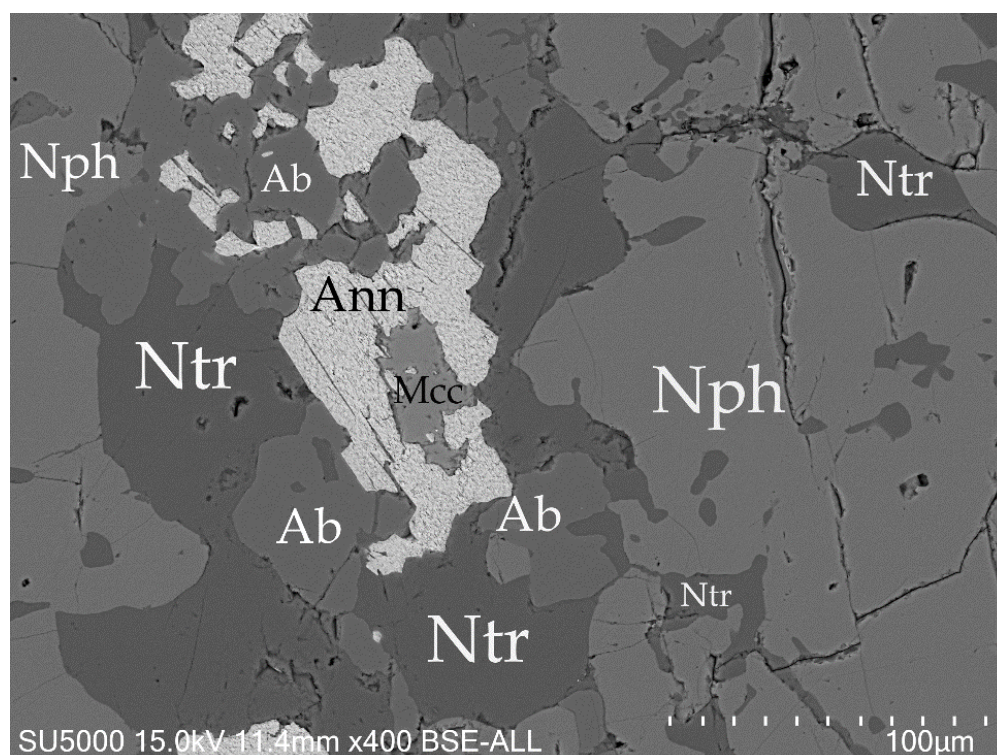 Nph
Ab
Ntr
Ann
Ntr
Mcc
Nph
Ab
Ab
Ntr
Ntr
SU5000 15.0kV 11.4mm x400 BSE-ALL
100µm